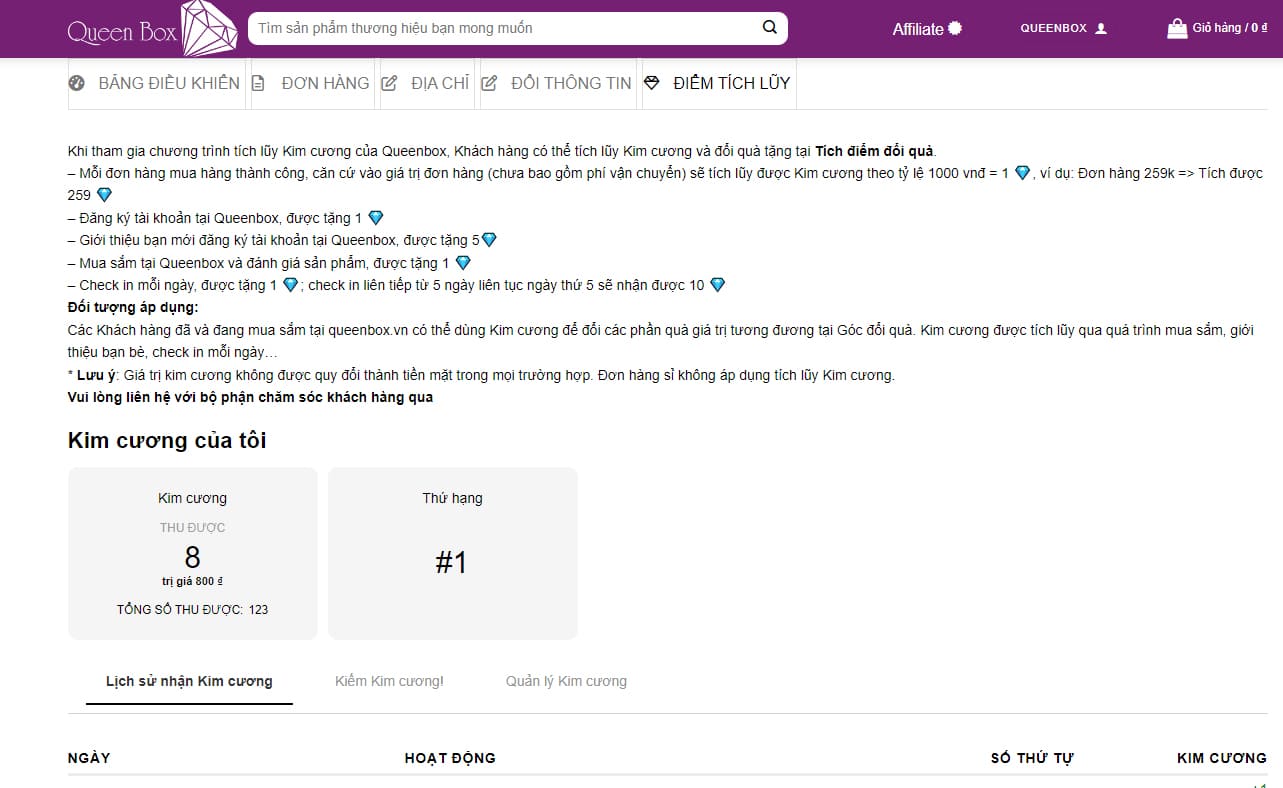 Queen Box
Tìm sản phẩm thương hiệu bạn mong muốn
Affiliate
QUEENBOX
Giỏ hàng / 0 ₫
BẢNG ĐIỀU KHIỂN
ĐƠN HÀNG
ĐỊA CHỈ
ĐỔI THÔNG TIN
ĐIỂM TÍCH LŨY
Khi tham gia chương trình tích lũy Kim cương của Queenbox, Khách hàng có thể tích lũy Kim cương và đổi quà tặng tại Tích điểm đổi quà.
– Mỗi đơn hàng mua hàng thành công, căn cứ vào giá trị đơn hàng (chưa bao gồm phí vận chuyển) sẽ tích lũy được Kim cương theo tỷ lệ 1000 vnđ = 1 💎, ví dụ: Đơn hàng 259k => Tích được
259 💎
– Đăng ký tài khoản tại Queenbox, được tặng 1 💎
– Giới thiệu bạn mới đăng ký tài khoản tại Queenbox, được tặng 5💎
– Mua sắm tại Queenbox và đánh giá sản phẩm, được tặng 1 💎
– Check in mỗi ngày, được tặng 1 💎; check in liên tiếp từ 5 ngày liên tục ngày thứ 5 sẽ nhận được 10 💎
Đối tượng áp dụng:
Các Khách hàng đã và đang mua sắm tại queenbox.vn có thể dùng Kim cương để đổi các phần quà giá trị tương đương tại Góc đổi quà. Kim cương được tích lũy qua quá trình mua sắm, giới
thiệu bạn bè, check in mỗi ngày…
* Lưu ý: Giá trị kim cương không được quy đổi thành tiền mặt trong mọi trường hợp. Đơn hàng sỉ không áp dụng tích lũy Kim cương.
Vui lòng liên hệ với bộ phận chăm sóc khách hàng qua
Kim cương của tôi
Kim cương
THU ĐƯỢC
8
trị giá 800 ₫
TỔNG SỐ THU ĐƯỢC: 123
Thứ hạng
#1
Lịch sử nhận Kim cương
Kiếm Kim cương!
Quản lý Kim cương
NGÀY
HOẠT ĐỘNG
SỐ THỨ TỰ
KIM CƯƠNG